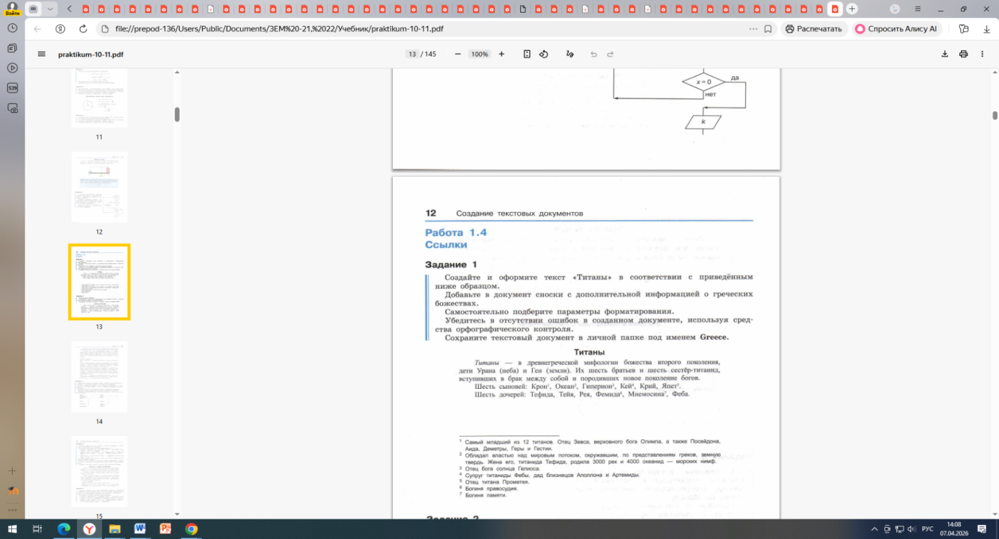 Войти
file://prepod-136/Users/Public/Documents/ЗЕМ%20-21,%2022/Учебник/praktikum-10-11.pdf
Распечатать
Спросить Алису AI
539
praktikum-10-11.pdf
13 / 145
100%
11
12
13
14
15
x = 0
да
нет
k
12 Создание текстовых документов
Работа 1.4
Ссылки
Задание 1
Создайте и оформите текст «Титаны» в соответствии с приведённым
ниже образцом.
Добавьте в документ сноски с дополнительной информацией о греческих
божествах.
Самостоятельно подберите параметры форматирования.
Убедитесь в отсутствии ошибок в созданном документе, используя сред-
ства орфографического контроля.
Сохраните текстовый документ в личной папке под именем Greece.
Титаны
Титаны — в древнегреческой мифологии божества второго поколения,
дети Урана (неба) и Геи (земли). Их шесть братьев и шесть сестёр-титанид,
вступивших в брак между собой и породивших новое поколение богов.
Шесть сыновей: Крон¹, Океан², Гиперион³, Кей⁴, Крий, Япет⁵.
Шесть дочерей: Тефида, Тейя, Рея, Фемида⁶, Мнемосина⁷, Феба.
¹ Самый младший из 12 титанов. Отец Зевса, верховного бога Олимпа, а также Посейдона,
Аида, Деметры, Геры и Гестии.
² Обладал властью над мировым потоком, окружавшим, по представлениям греков, земную
твердь. Жена его, титанида Тефида, родила 3000 рек и 4000 океанид — морских нимф.
³ Отец бога солнца Гелиоса.
⁴ Супруг титаниды Фебы, дед близнецов Аполлона и Артемиды.
⁵ Отец титана Прометея.
⁶ Богиня правосудия.
⁷ Богиня памяти.
Задание 2
РУС
14:08
07.04.2026